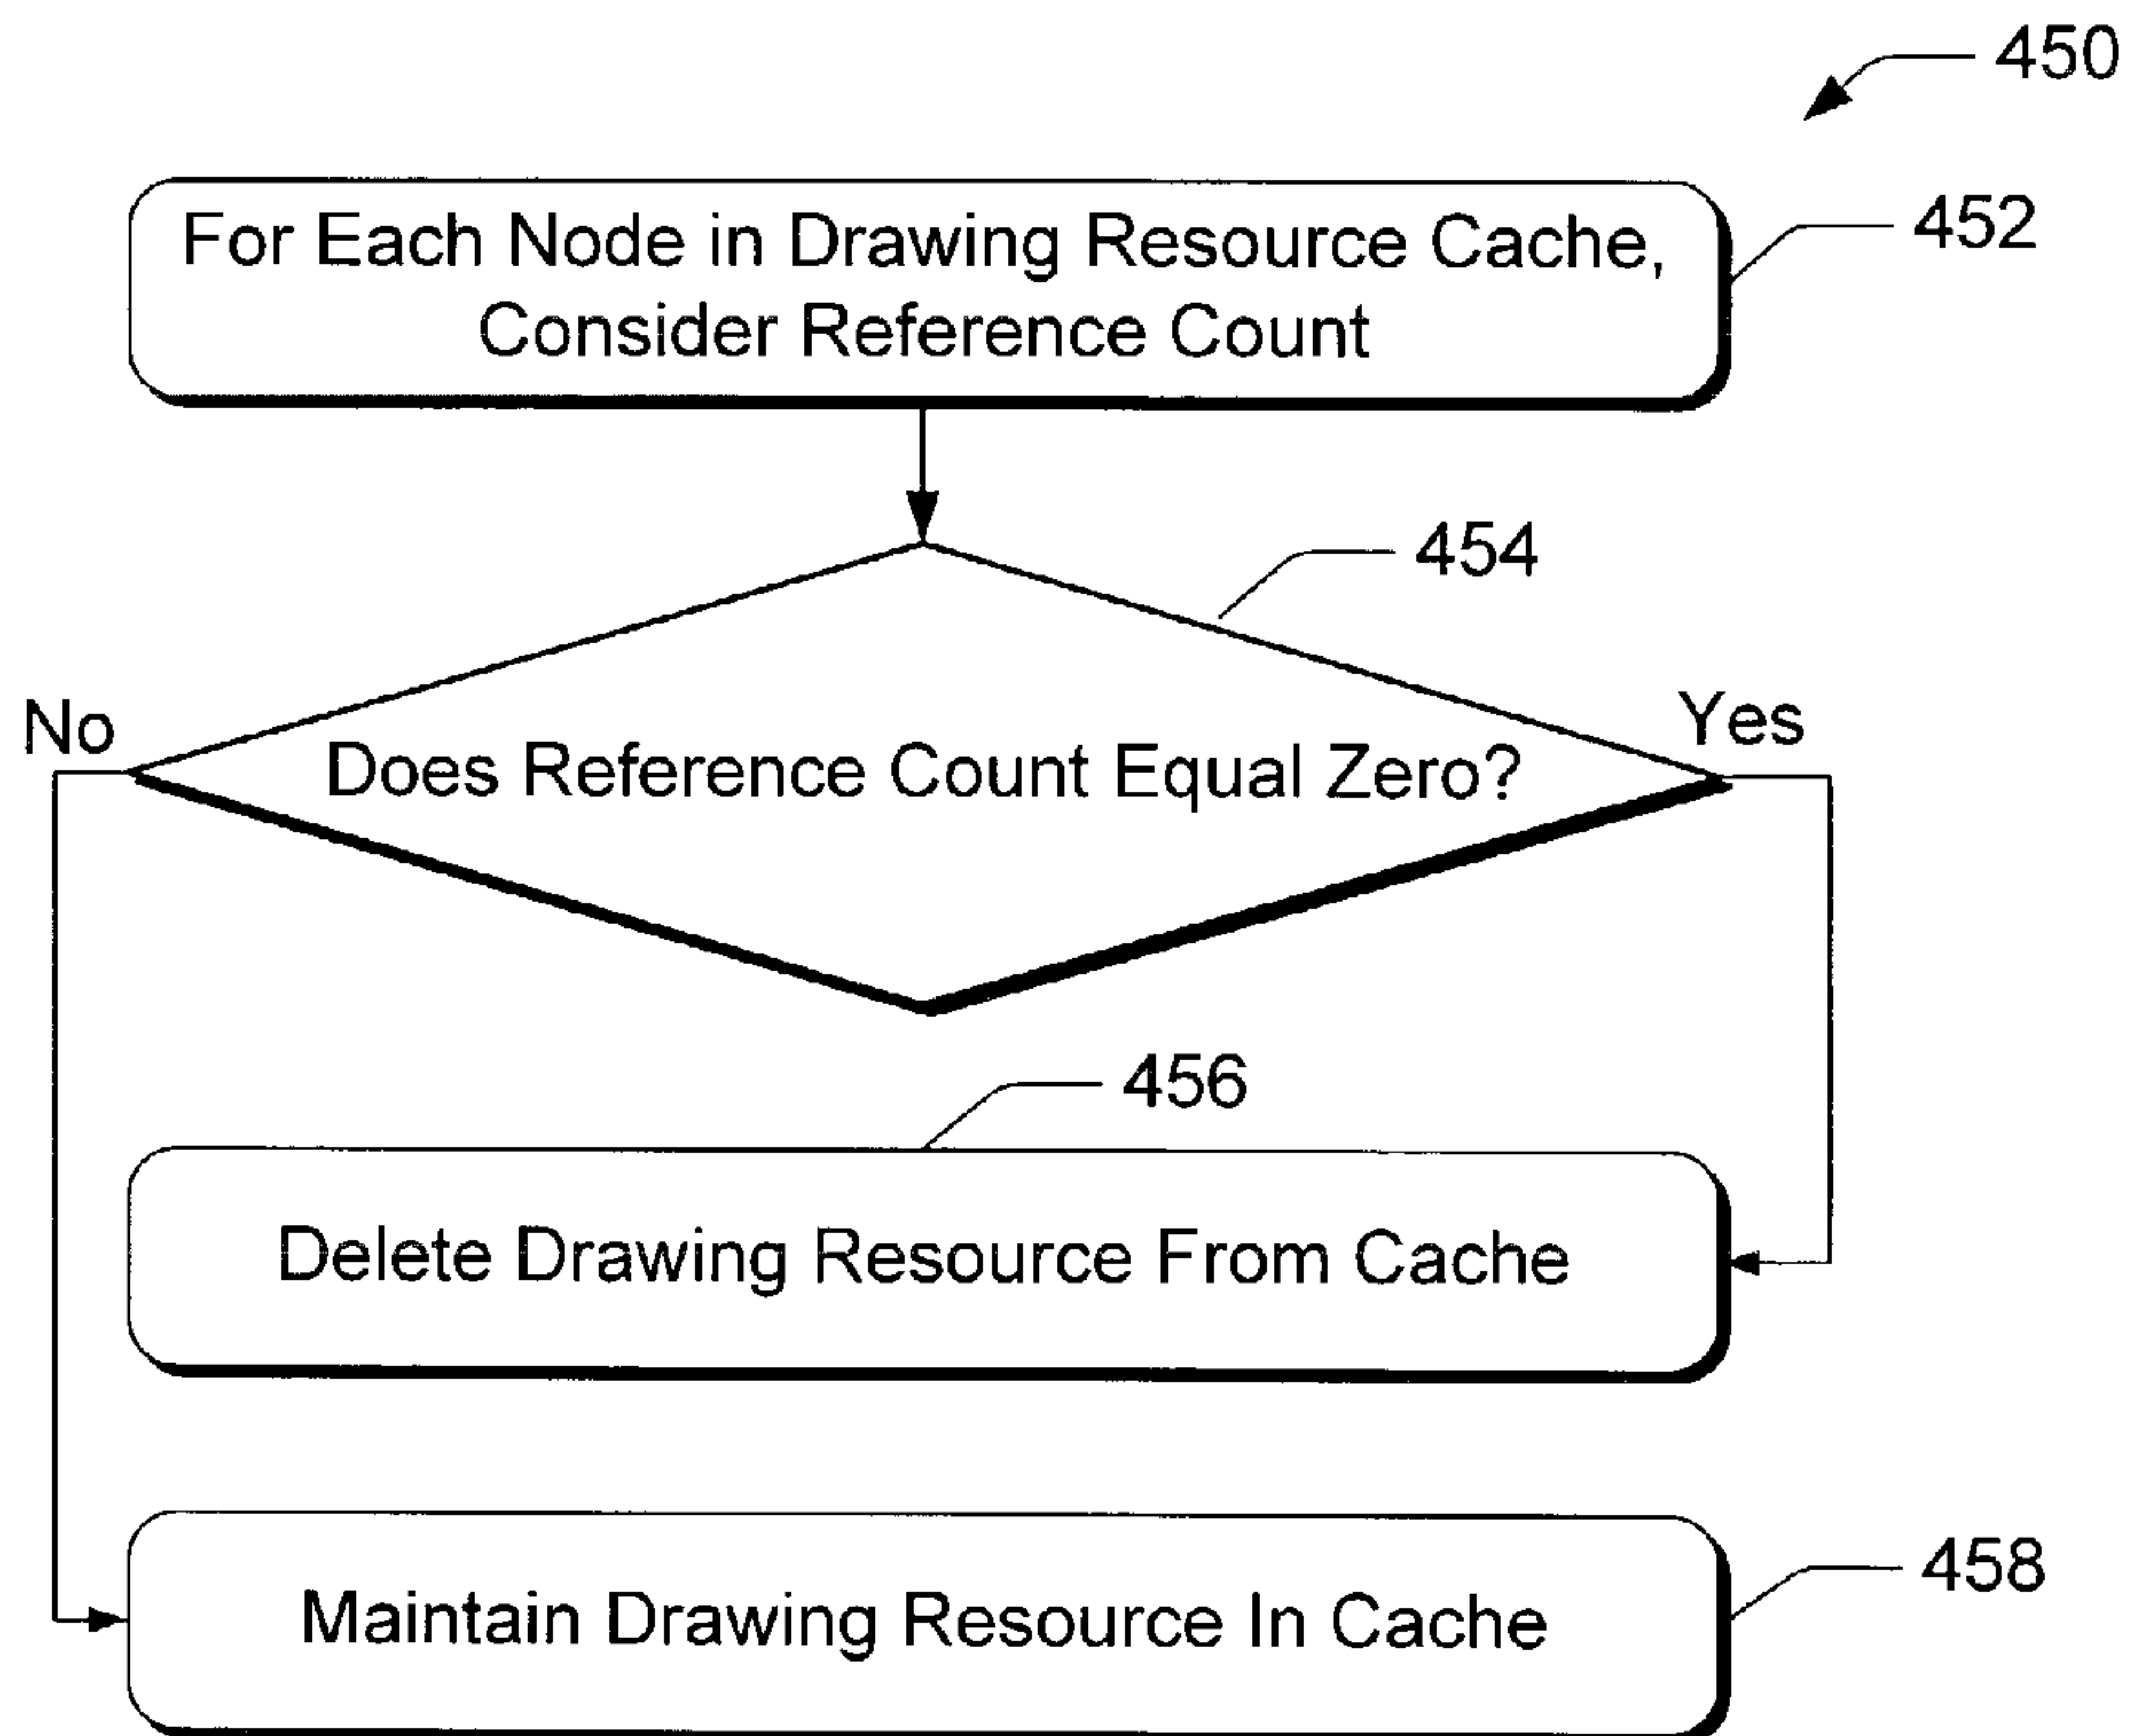 450
For Each Node in Drawing Resource Cache,
Consider Reference Count
452
454
No
Yes
Does Reference Count Equal Zero?
456
Delete Drawing Resource From Cache
Maintain Drawing Resource In Cache
458